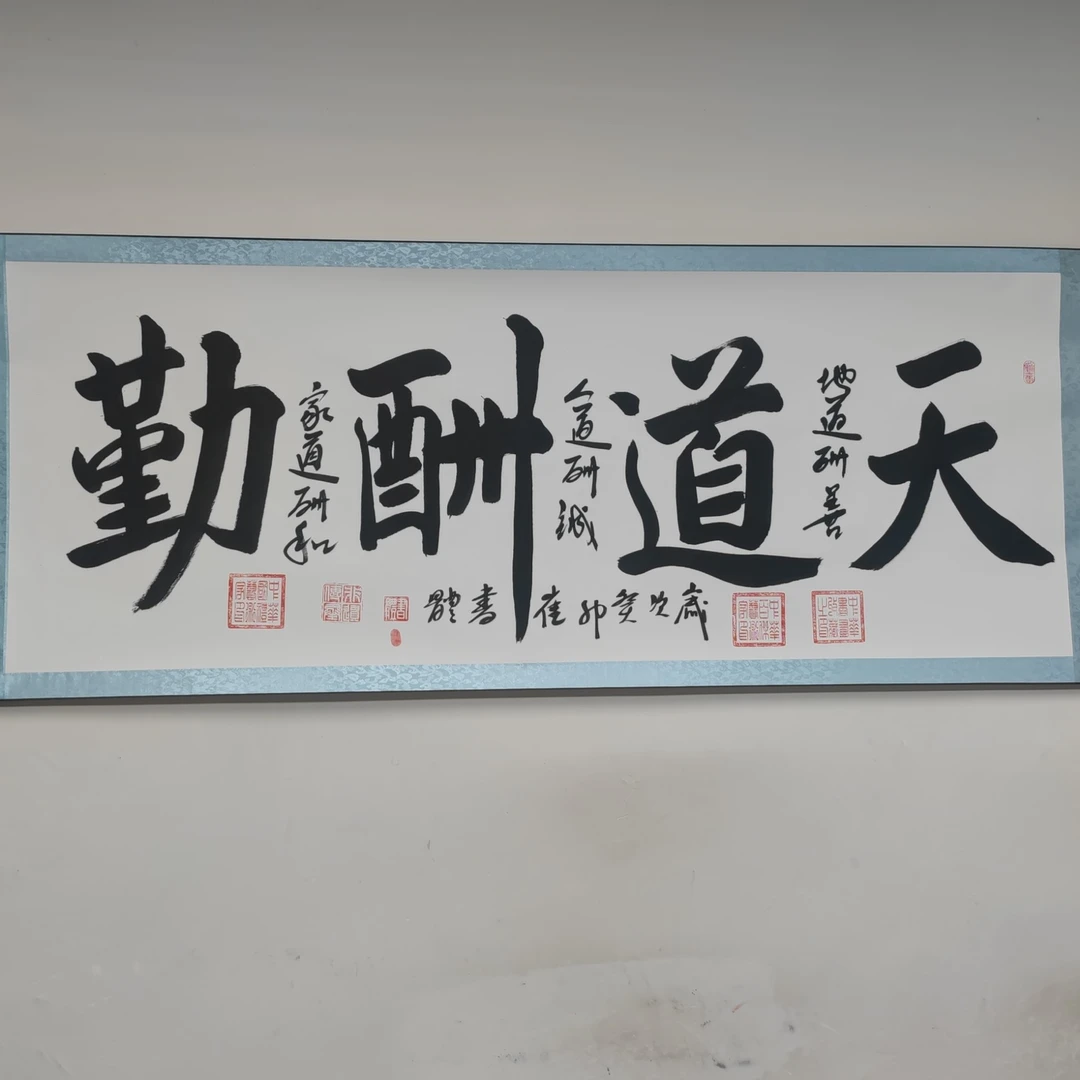 天道酬勤
地道酬善
人道酬誠
家道酬和
歲次癸卯崔書體